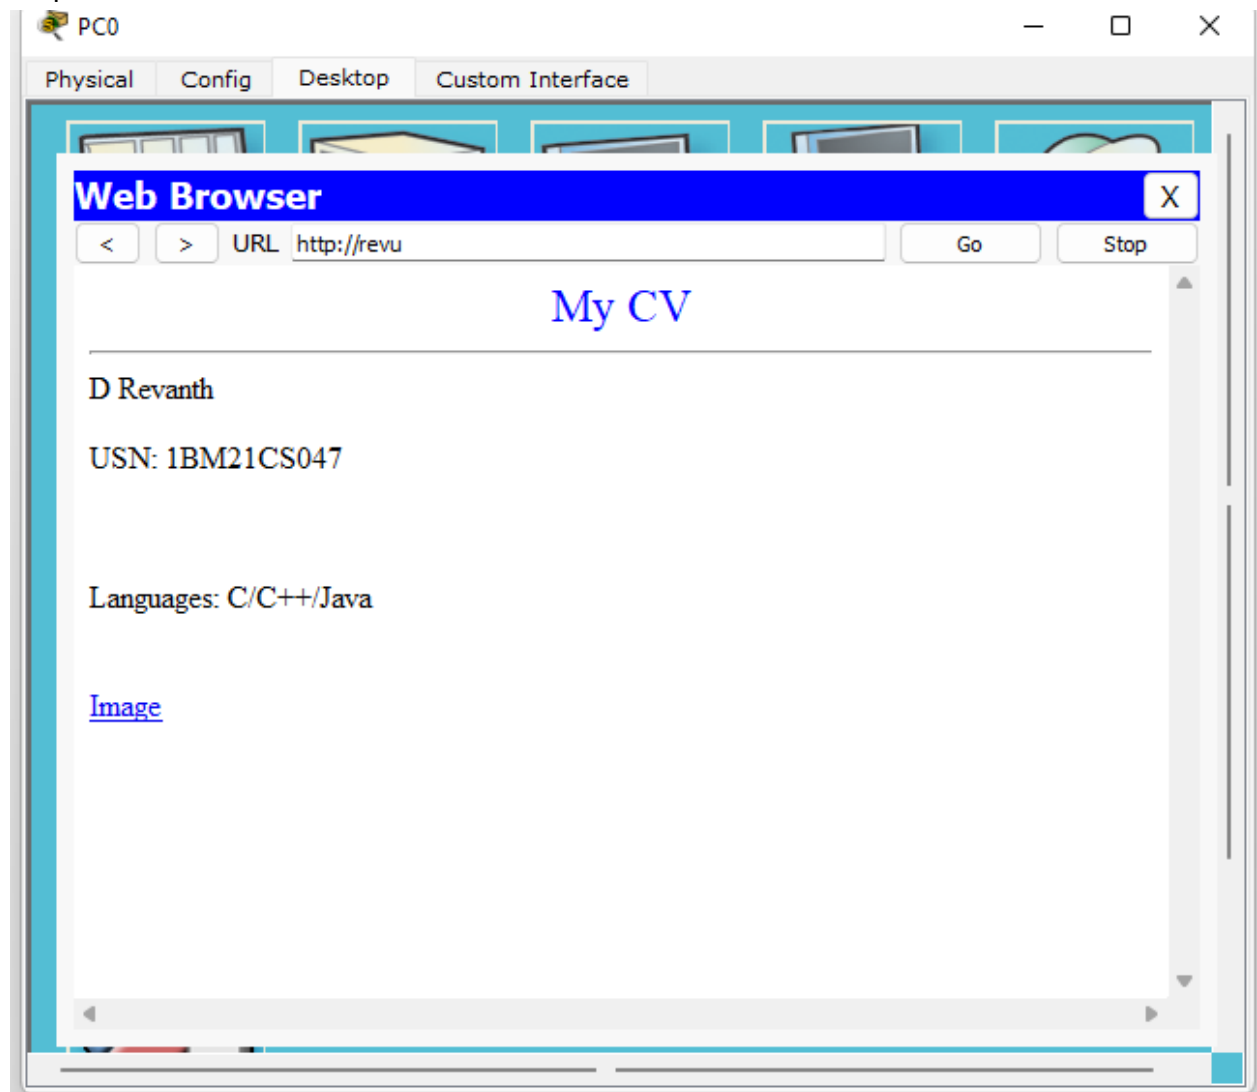 PC0
Physical Config Desktop Custom Interface
Web Browser X
< > URL http://revu Go Stop
My CV
D Revanth
USN: 1BM21CS047
Languages: C/C++/Java
Image